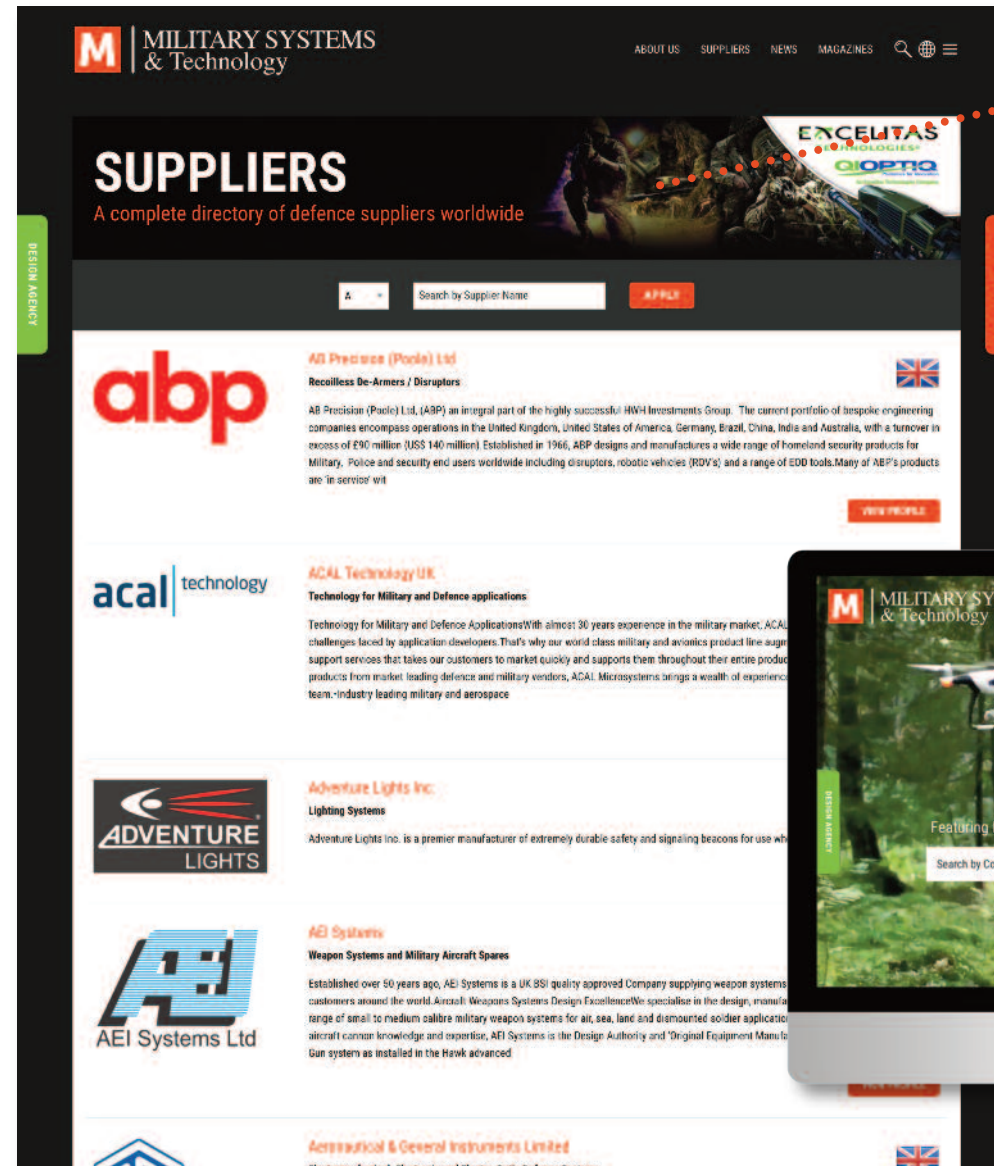 M
MILITARY SYSTEMS
& Technology
ABOUT US SUPPLIERS NEWS MAGAZINES
SUPPLIERS
A complete directory of defence suppliers worldwide
EXCELITAS
TECHNOLOGIES®
QIOPTIQ
DESIGN AGENCY
A
Search by Supplier Name
APPLY
abp
AB Precision (Poole) Ltd
Recoilless De-Armers / Disruptors
AB Precision (Poole) Ltd, (ABP) an integral part of the highly successful HWH Investments Group. The current portfolio of bespoke engineering
companies encompass operations in the United Kingdom, United States of America, Germany, Brazil, China, India and Australia, with a turnover in
excess of £90 million (US$ 140 million). Established in 1966, ABP designs and manufactures a wide range of homeland security products for
Military, Police and security end users worldwide including disruptors, robotic vehicles (ROV's) and a range of EOD tools.Many of ABP's products
are 'in service' wit
VIEW PROFILE
acal technology
ACAL Technology UK
Technology for Military and Defence applications
Technology for Military and Defence ApplicationsWith almost 30 years experience in the military market, ACAL
challenges faced by application developers.That's why our world class military and avionics product line augm
support services that takes our customers to market quickly and supports them throughout their entire produc
products from market leading defence and military vendors, ACAL Microsystems brings a wealth of experience
team.-Industry leading military and aerospace
ADVENTURE
LIGHTS
Adventure Lights Inc.
Lighting Systems
Adventure Lights Inc. is a premier manufacturer of extremely durable safety and signaling beacons for use whe
AEI
AEI Systems Ltd
AEI Systems
Weapon Systems and Military Aircraft Spares
Established over 50 years ago, AEI Systems is a UK BSI quality approved Company supplying weapon systems
customers around the world.Aircraft Weapons Systems Design ExcellenceWe specialise in the design, manufa
range of small to medium calibre military weapon systems for air, sea, land and dismounted soldier applicatio
aircraft cannon knowledge and expertise, AEI Systems is the Design Authority and 'Original Equipment Manufa
Gun system as installed in the Hawk advanced
VIEW PROFILE
Aeronautical & General Instruments Limited
M
MILITARY SY
& Technology
DESIGN AGENCY
Featuring
Search by Co